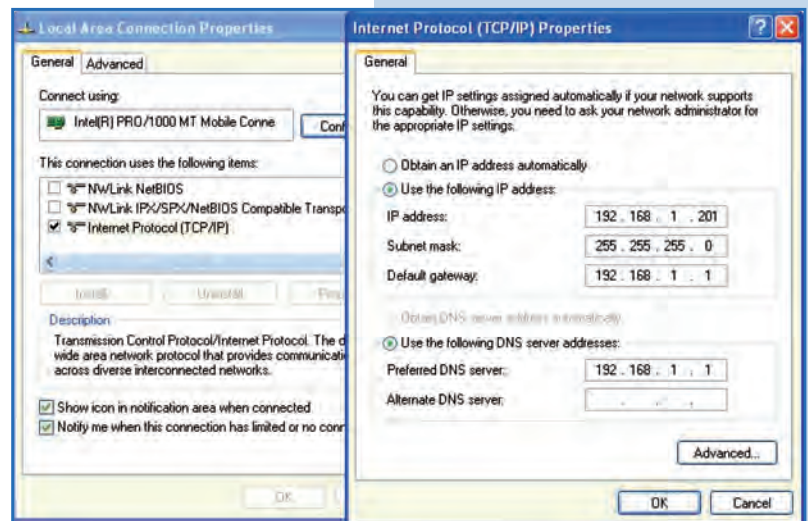 Local Area Connection Properties
General Advanced
Connect using:
Intel(R) PRO/1000 MT Mobile Conne
Conf
This connection uses the following items:
NWLink NetBIOS
NWLink IPX/SPX/NetBIOS Compatible Transpo
Internet Protocol (TCP/IP)
Install Uninstall
Description
Transmission Control Protocol/Internet Protocol. The d
wide area network protocol that provides communicati
across diverse interconnected networks.
Show icon in notification area when connected
Notify me when this connection has limited or no conn
OK
Internet Protocol (TCP/IP) Properties
General
You can get IP settings assigned automatically if your network supports
this capability. Otherwise, you need to ask your network administrator for
the appropriate IP settings.
Obtain an IP address automatically
Use the following IP address:
IP address: 192 . 168 . 1 . 201
Subnet mask: 255 . 255 . 255 . 0
Default gateway: 192 . 168 . 1 . 1
Obtain DNS server address automatically
Use the following DNS server addresses:
Preferred DNS server: 192 . 168 . 1 . 1
Alternate DNS server: . . .
Advanced...
OK Cancel